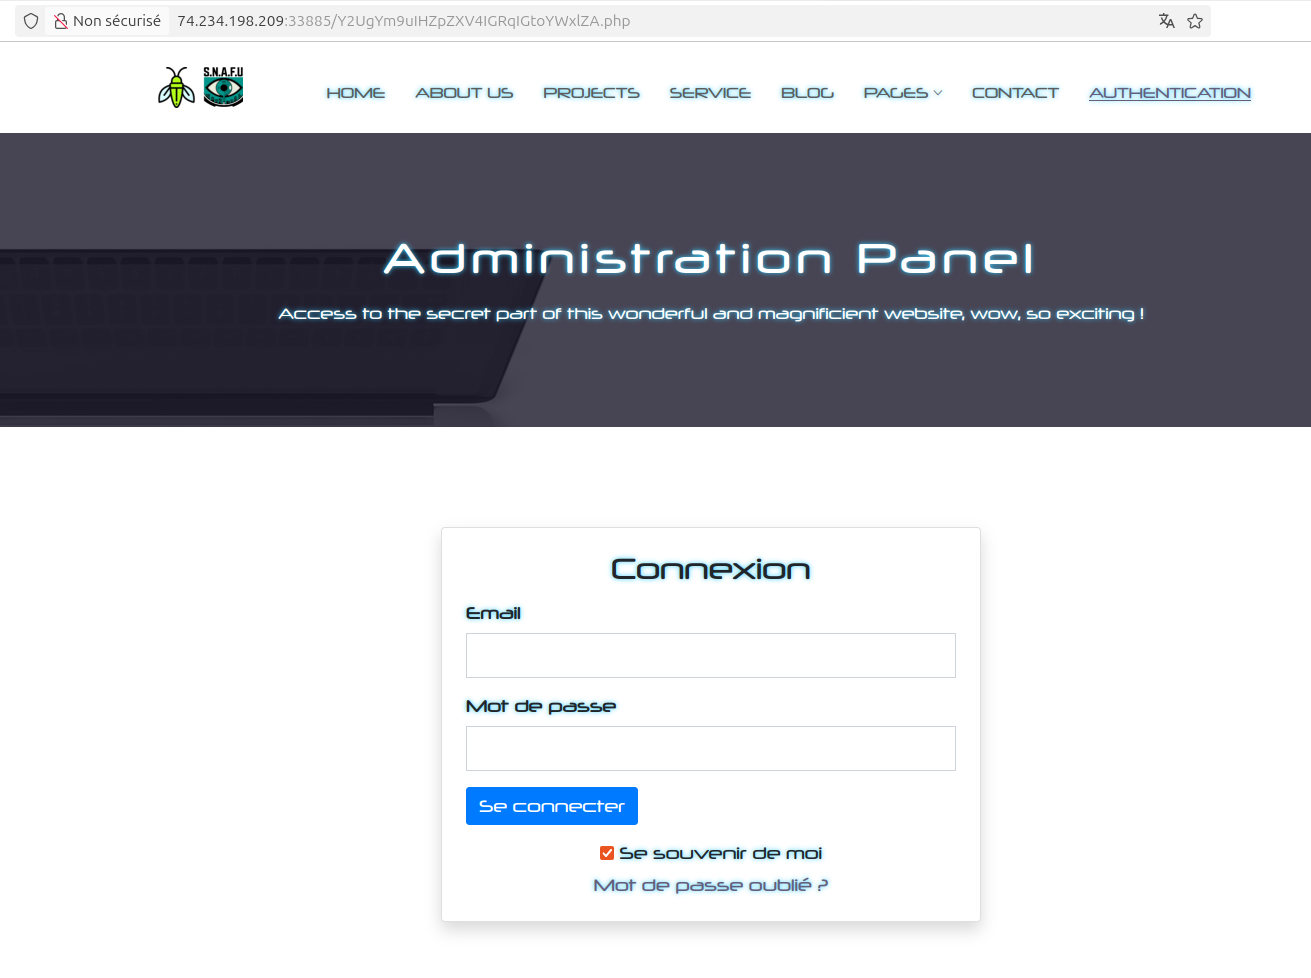 Non sécurisé 74.234.198.209:33885/Y2UgYm9uIHZpZXV4IGRqIGtoYWxlZA.php
S.N.A.F.U
HOME ABOUT US PROJECTS SERVICE BLOG PAGES CONTACT AUTHENTICATION
Administration Panel
Access to the secret part of this wonderful and magnificient website, wow, so exciting !
Connexion
Email
Mot de passe
Se connecter
Se souvenir de moi
Mot de passe oublié ?